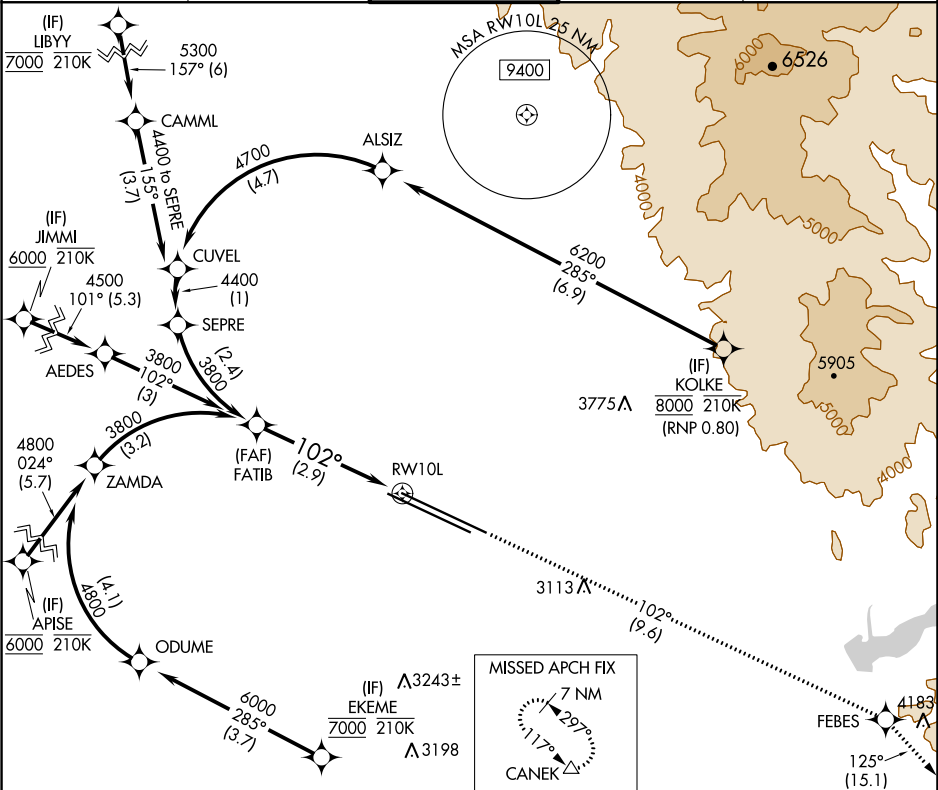 (IF)
LIBYY
7000 210K
5300
157° (6)
CAMML
4400 to SEPRE
155°
(3.7)
ALSIZ
4700
(4.7)
MSA RW10L 25 NM
9400
6000
6526
4000
5000
(IF)
JIMMI
6000 210K
4500
101° (5.3)
CUVEL
4400
(1)
SEPRE
6200
285°
(6.9)
AEDES
3800
102°
(3)
(2.4)
3800
(IF)
KOLKE
8000 210K
(RNP 0.80)
3775
5905
5000
4000
3800
(3.2)
4800
024°
(5.7)
ZAMDA
(FAF)
FATIB
102°
(2.9)
RW10L
(IF)
APISE
6000 210K
(4.1)
4800
3113
102°
(9.6)
ODUME
6000
285°
(3.7)
(IF)
EKEME
7000 210K
3243±
3198
MISSED APCH FIX
7 NM
297°
117°
CANEK
FEBES
4183
125°
(15.1)